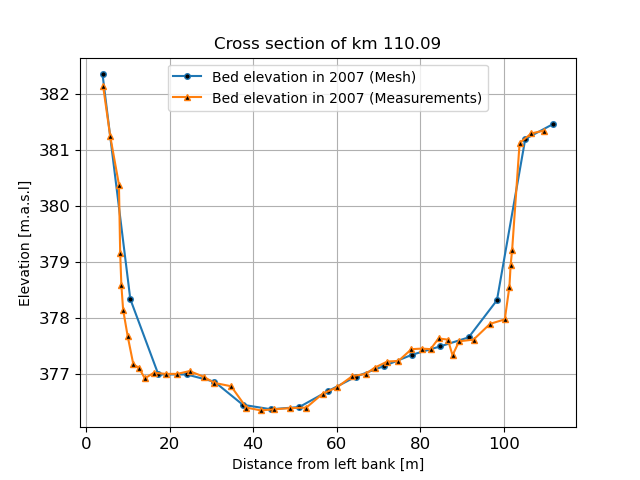 Cross section of km 110.09
Bed elevation in 2007 (Mesh)
Bed elevation in 2007 (Measurements)
Elevation [m.a.s.l]
382
381
380
379
378
377
0 20 40 60 80 100
Distance from left bank [m]